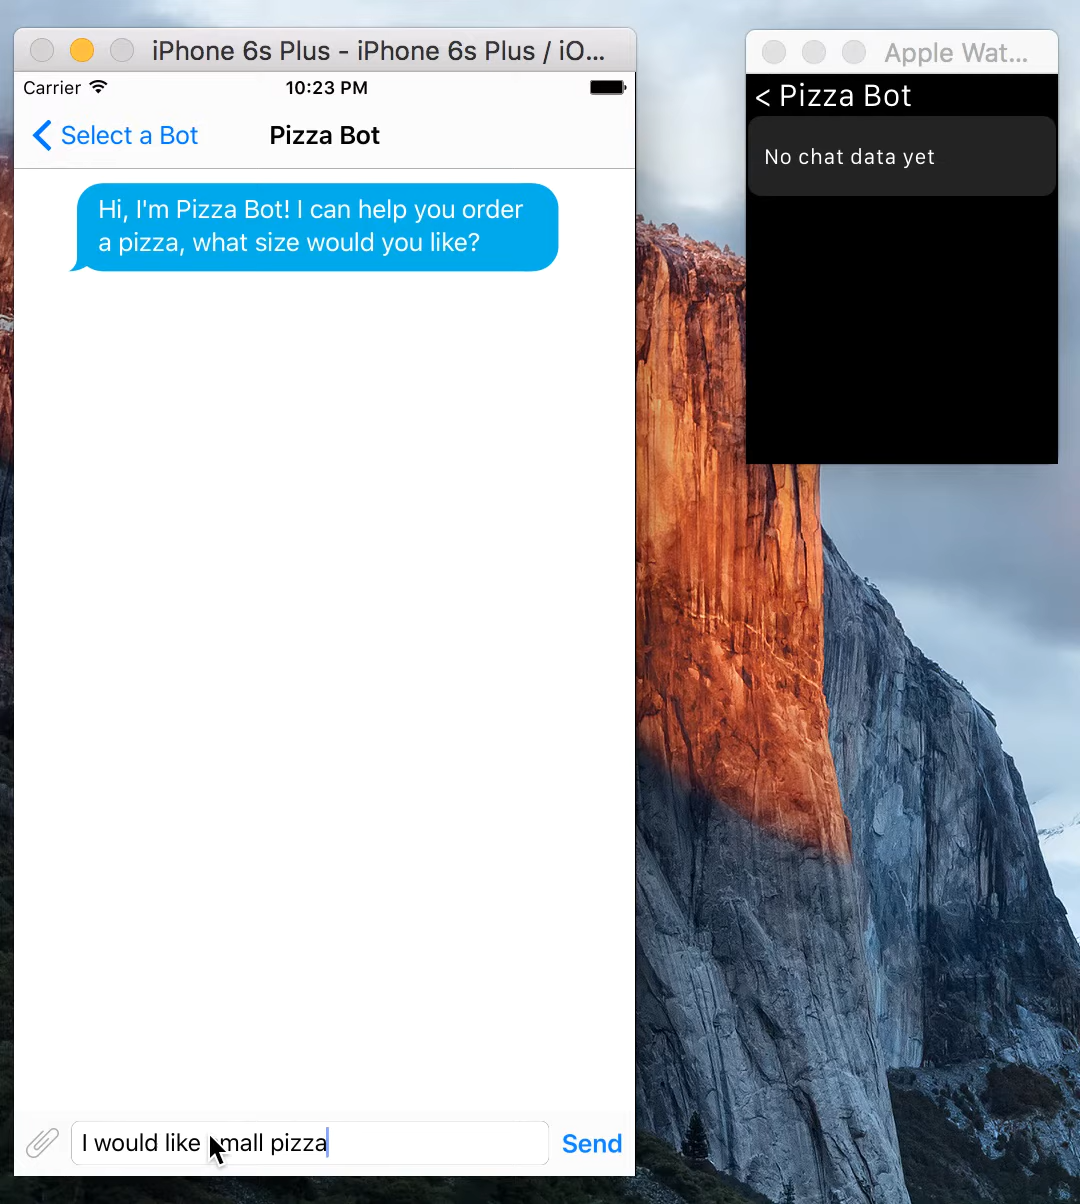 iPhone 6s Plus - iPhone 6s Plus / iO...
Carrier 10:23 PM
Select a Bot Pizza Bot
Hi, I'm Pizza Bot! I can help you order
a pizza, what size would you like?
I would like mall pizza
Send
Apple Wat...
< Pizza Bot
No chat data yet